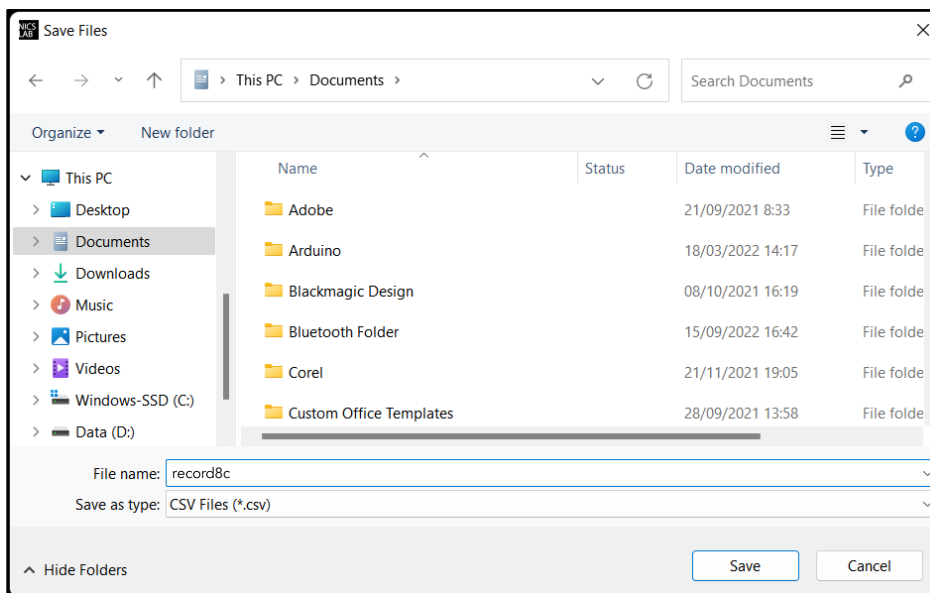 NICS LAB Save Files
This PC > Documents >
Search Documents
Organize New folder
Name Status Date modified Type
This PC
Desktop
Documents
Downloads
Music
Pictures
Videos
Windows-SSD (C:)
Data (D:)
Adobe 21/09/2021 8:33 File folde
Arduino 18/03/2022 14:17 File folde
Blackmagic Design 08/10/2021 16:19 File folde
Bluetooth Folder 15/09/2022 16:42 File folde
Corel 21/11/2021 19:05 File folde
Custom Office Templates 28/09/2021 13:58 File folde
File name: record8c
Save as type: CSV Files (*.csv)
Hide Folders
Save Cancel